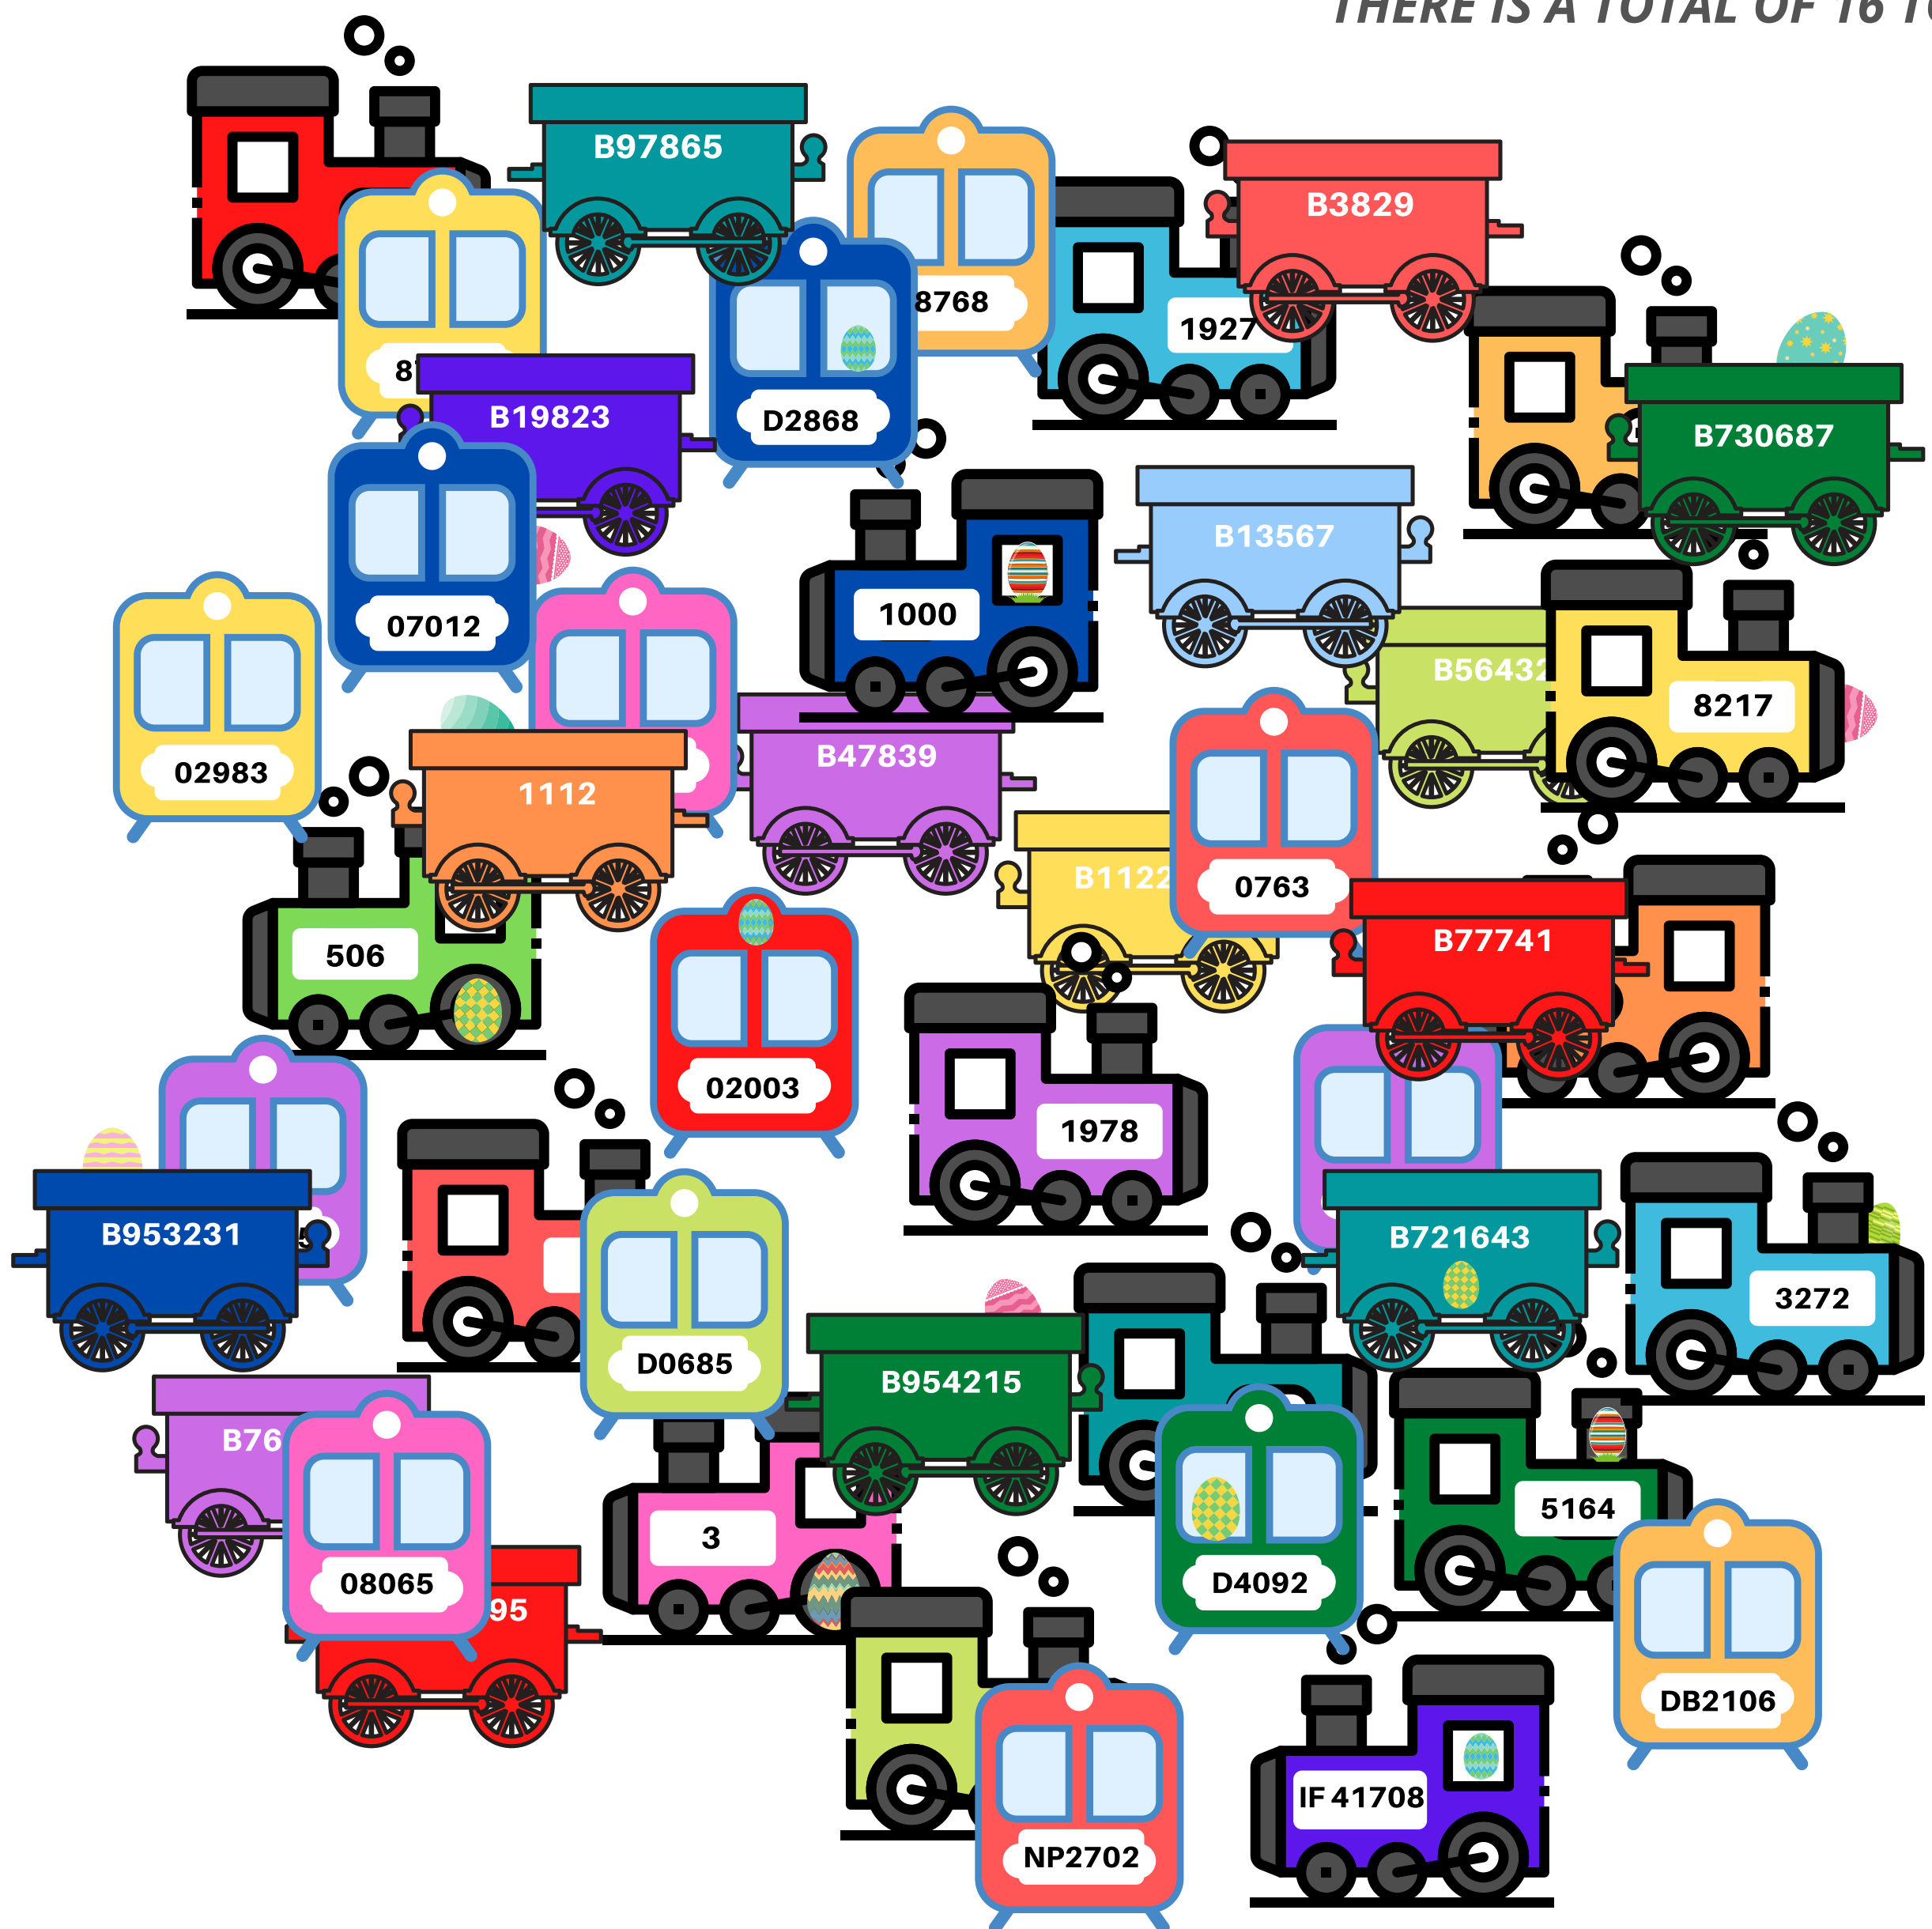 THERE IS A TOTAL OF 16
B97865
B3829
8768
1927
D2868
B19823
B730687
B13567
1000
07012
B56432
8217
02983
B47839
1112
B1122
0763
B77741
506
02003
1978
B953231
B721643
3272
D0685
B954215
B76
3
5164
D4092
08065
95
DB2106
IF 41708
NP2702